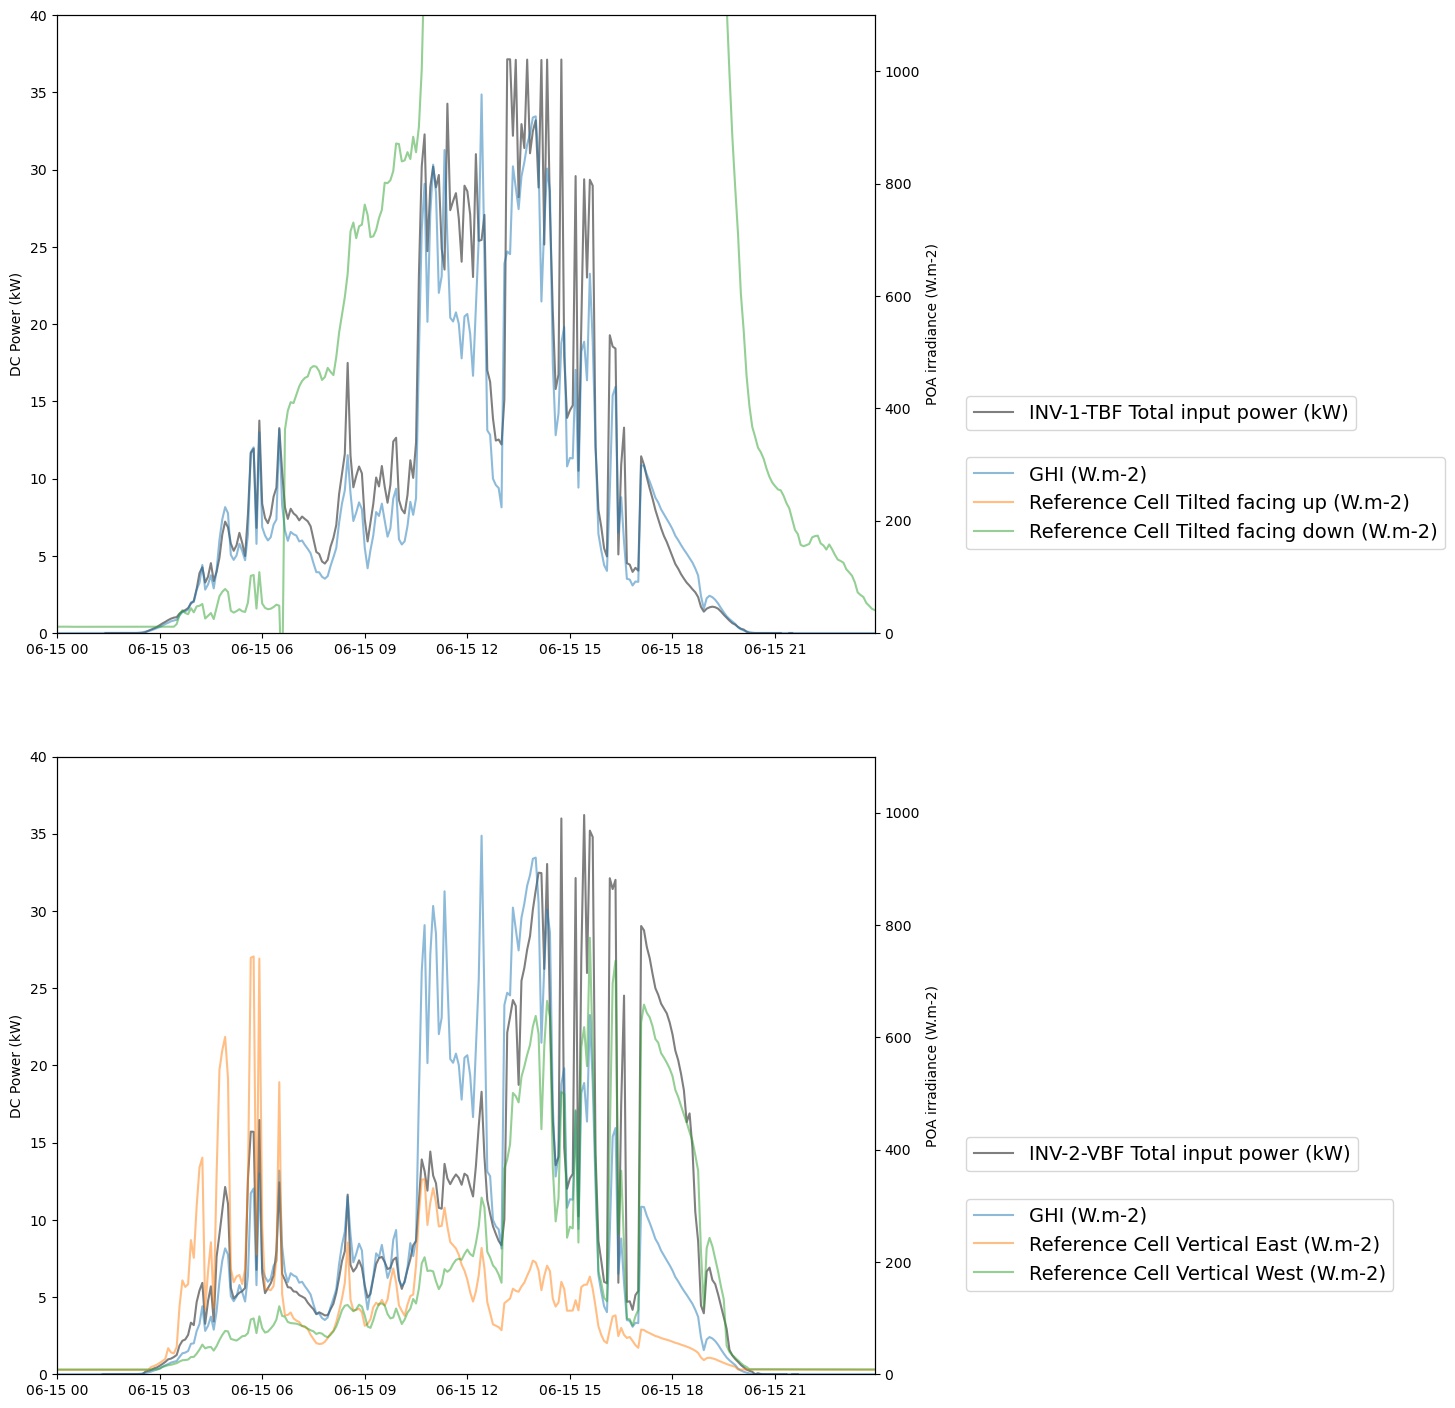 40
35
30
25
20
15
10
5
0
DC Power (kW)
1000
800
600
400
200
0
POA irradiance (W.m-2)
06-15 00 06-15 03 06-15 06 06-15 09 06-15 12 06-15 15 06-15 18 06-15 21
INV-1-TBF Total input power (kW)
GHI (W.m-2)
Reference Cell Tilted facing up (W.m-2)
Reference Cell Tilted facing down (W.m-2)
40
35
30
25
20
15
10
5
0
DC Power (kW)
1000
800
600
400
200
0
POA irradiance (W.m-2)
06-15 00 06-15 03 06-15 06 06-15 09 06-15 12 06-15 15 06-15 18 06-15 21
INV-2-VBF Total input power (kW)
GHI (W.m-2)
Reference Cell Vertical East (W.m-2)
Reference Cell Vertical West (W.m-2)